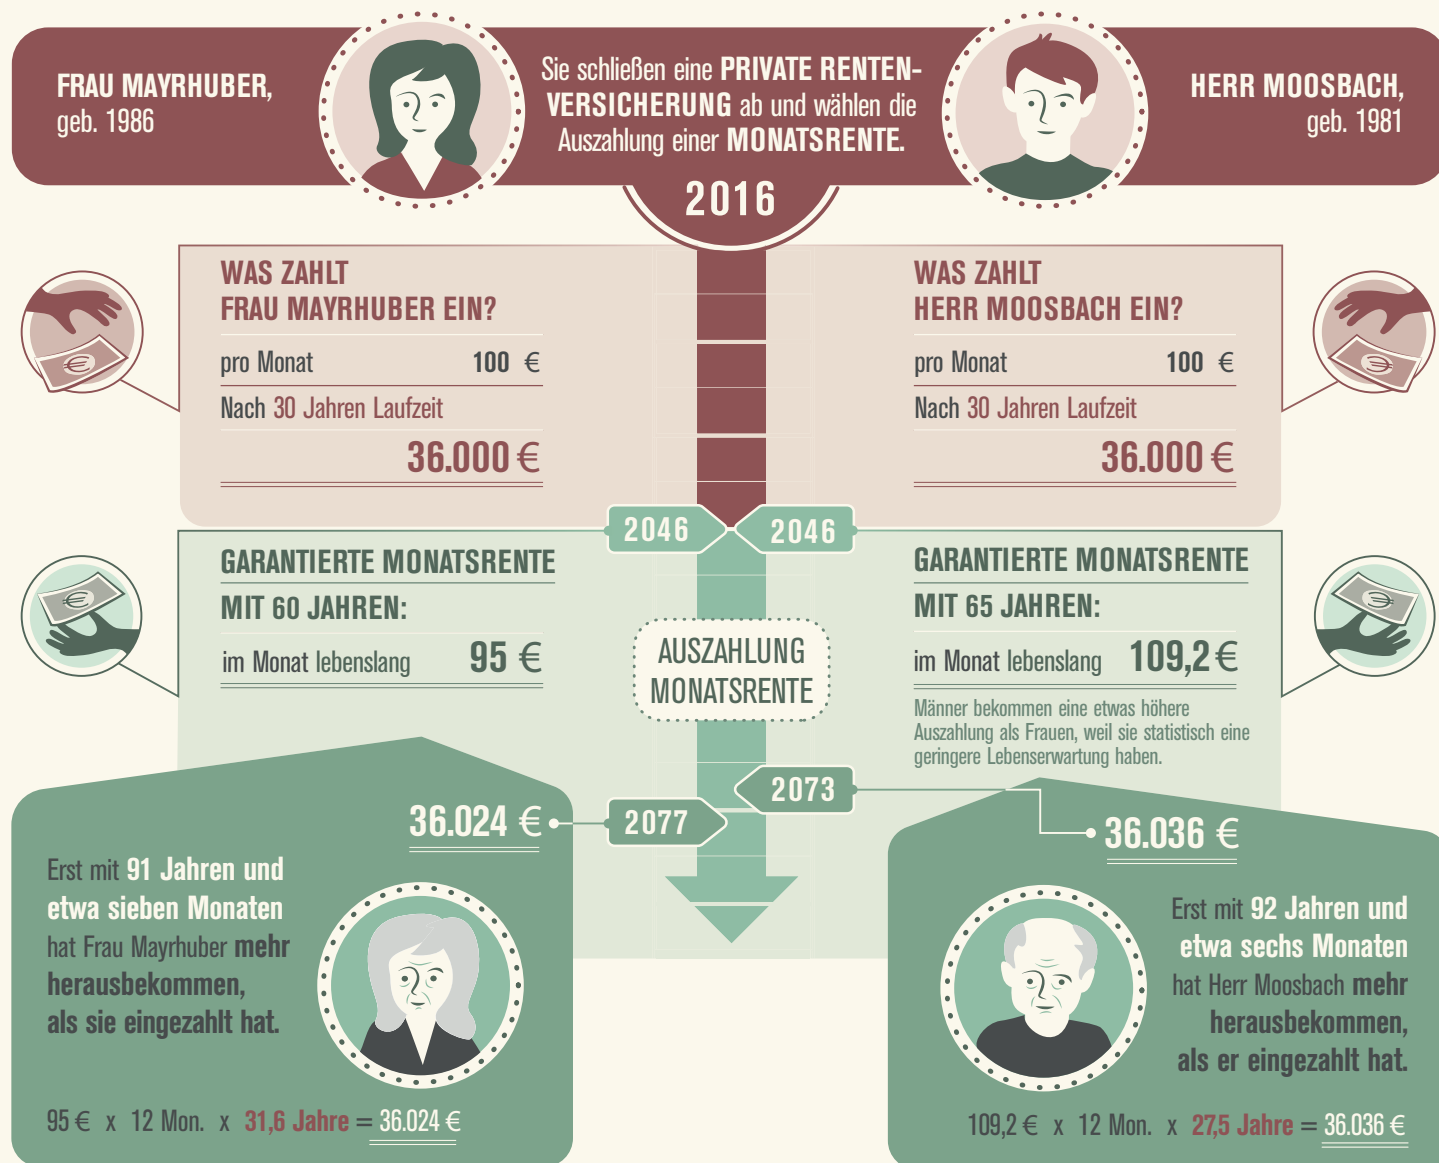 FRAU MAYRHUBER,
geb. 1986
Sie schließen eine PRIVATE RENTEN-
VERSICHERUNG ab und wählen die
Auszahlung einer MONATSRENTE.
2016
HERR MOOSBACH,
geb. 1981
WAS ZAHLT
FRAU MAYRHUBER EIN?
pro Monat 100 €
Nach 30 Jahren Laufzeit
36.000 €
WAS ZAHLT
HERR MOOSBACH EIN?
pro Monat 100 €
Nach 30 Jahren Laufzeit
36.000 €
2046
2046
GARANTIERTE MONATSRENTE
MIT 60 JAHREN:
im Monat lebenslang 95 €
AUSZAHLUNG
MONATSRENTE
GARANTIERTE MONATSRENTE
MIT 65 JAHREN:
im Monat lebenslang 109,2 €
Männer bekommen eine etwas höhere
Auszahlung als Frauen, weil sie statistisch eine
geringere Lebenserwartung haben.
2073
2077
36.024 €
Erst mit 91 Jahren und
etwa sieben Monaten
hat Frau Mayrhuber mehr
herausbekommen,
als sie eingezahlt hat.
95 € x 12 Mon. x 31,6 Jahre = 36.024 €
36.036 €
Erst mit 92 Jahren und
etwa sechs Monaten
hat Herr Moosbach mehr
herausbekommen,
als er eingezahlt hat.
109,2 € x 12 Mon. x 27,5 Jahre = 36.036 €